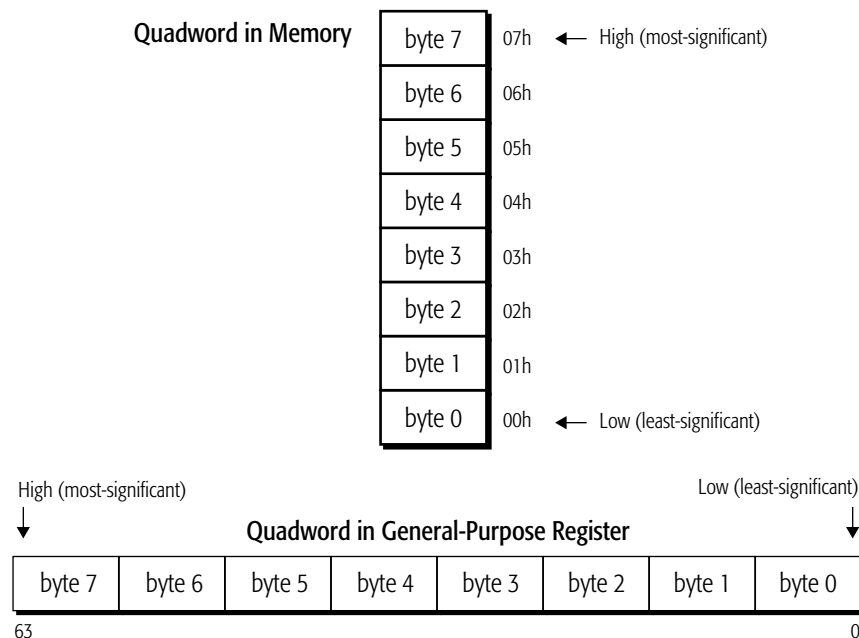 Quadword in Memory
byte 7 07h High (most-significant)
byte 6 06h
byte 5 05h
byte 4 04h
byte 3 03h
byte 2 02h
byte 1 01h
byte 0 00h Low (least-significant)
High (most-significant) Low (least-significant)
Quadword in General-Purpose Register
byte 7 byte 6 byte 5 byte 4 byte 3 byte 2 byte 1 byte 0
63 0